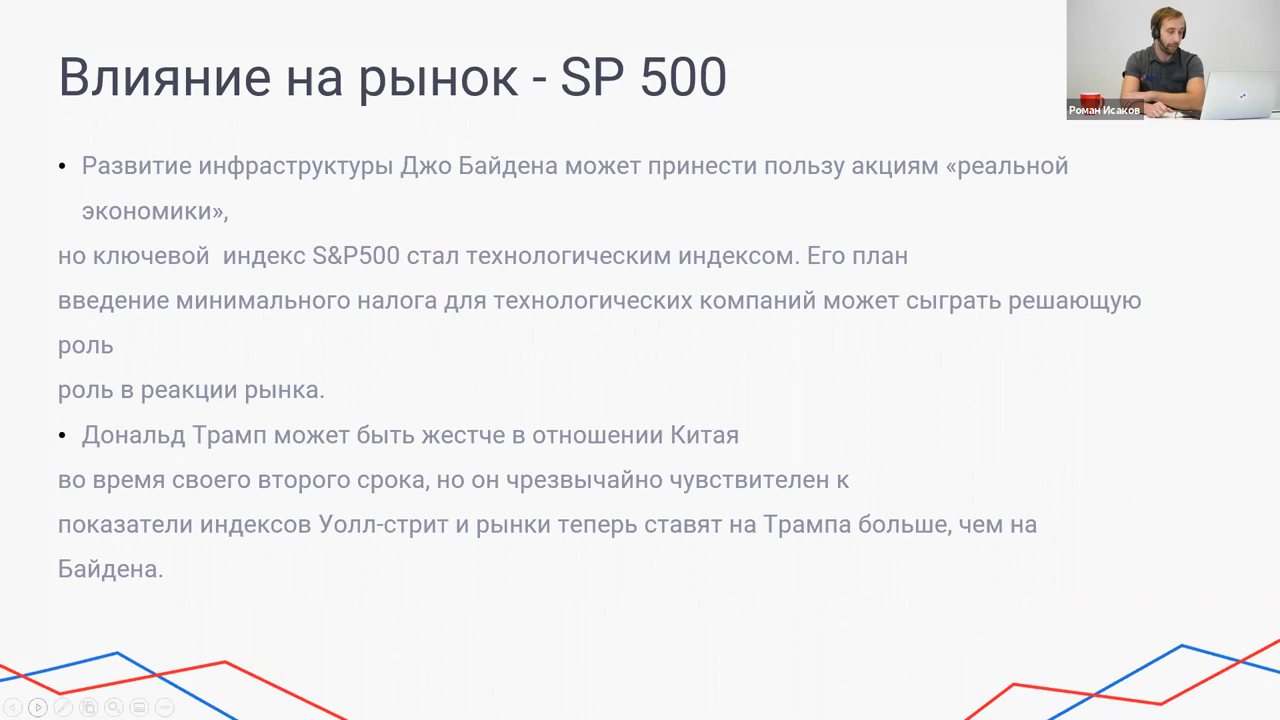 Влияние на рынок - SP 500
Роман Исаков
• Развитие инфраструктуры Джо Байдена может принести пользу акциям «реальной
экономики»,
но ключевой  индекс S&P500 стал технологическим индексом. Его план
введение минимального налога для технологических компаний может сыграть решающую
роль
роль в реакции рынка.
• Дональд Трамп может быть жестче в отношении Китая
во время своего второго срока, но он чрезвычайно чувствителен к
показатели индексов Уолл-стрит и рынки теперь ставят на Трампа больше, чем на
Байдена.